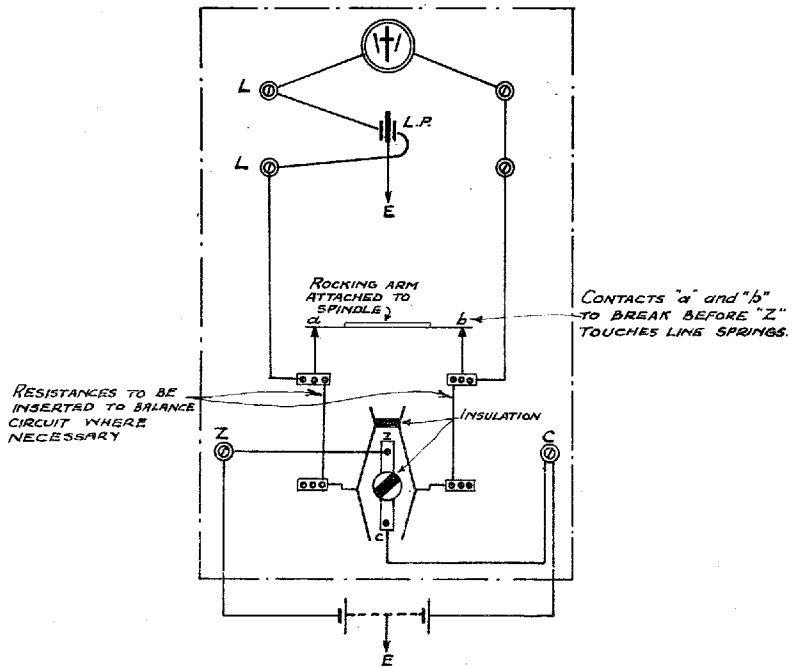 L
L.P.
L
E
ROCKING ARM
ATTACHED TO
SPINDLE
a
b
CONTACTS "a" and "b"
TO BREAK BEFORE "Z"
TOUCHES LINE SPRINGS.
RESISTANCES TO BE
INSERTED TO BALANCE
CIRCUIT WHERE
NECESSARY
INSULATION
Z
Z
C
C
E